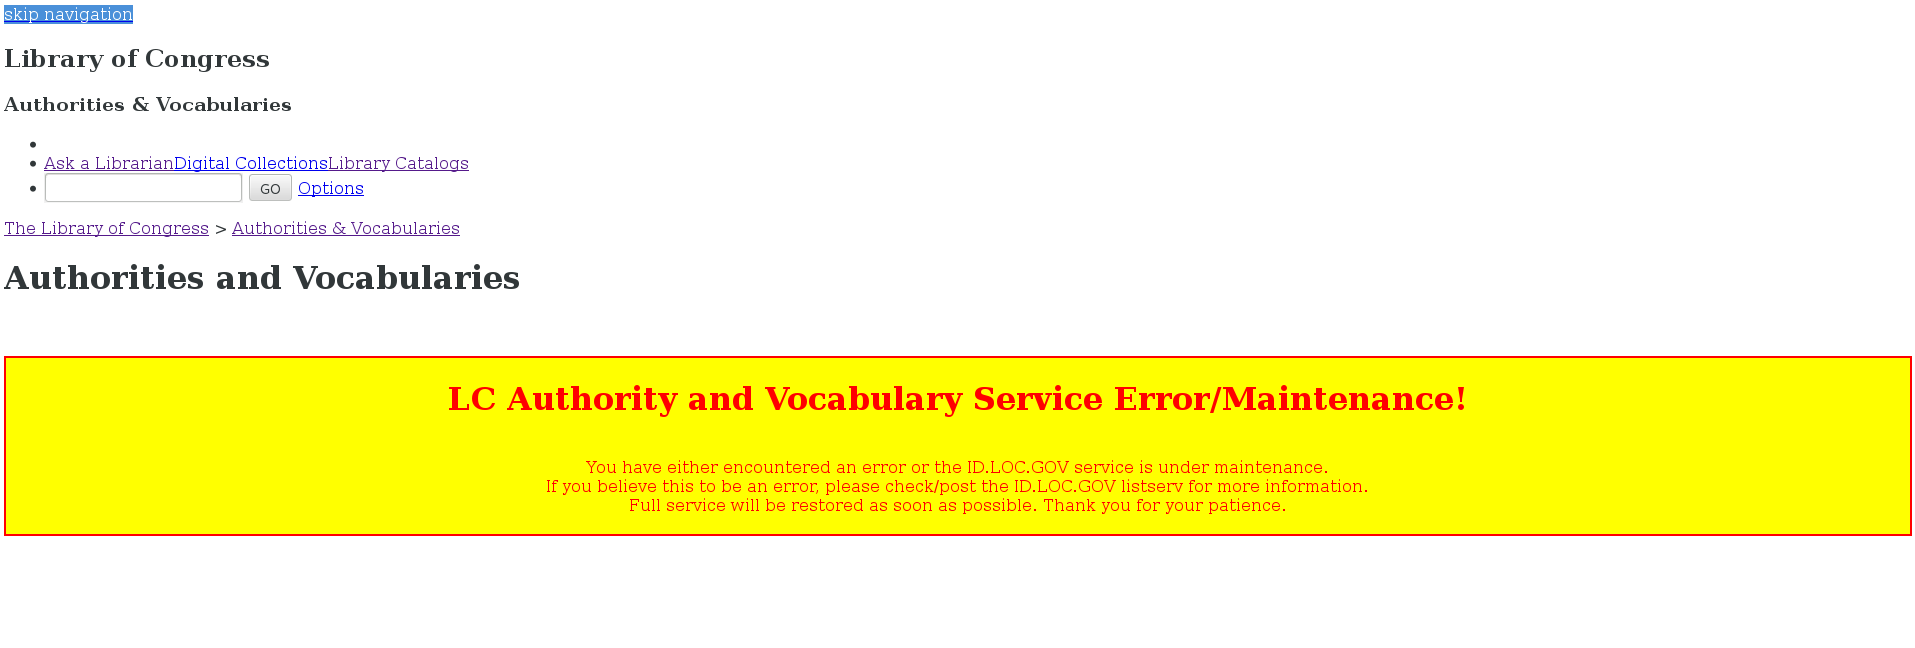 skip navigation
Library of Congress
Authorities & Vocabularies
Ask a LibrarianDigital CollectionsLibrary Catalogs
GO Options
The Library of Congress > Authorities & Vocabularies
Authorities and Vocabularies
LC Authority and Vocabulary Service Error/Maintenance!
You have either encountered an error or the ID.LOC.GOV service is under maintenance.
If you believe this to be an error, please check/post the ID.LOC.GOV listserv for more information.
Full service will be restored as soon as possible. Thank you for your patience.